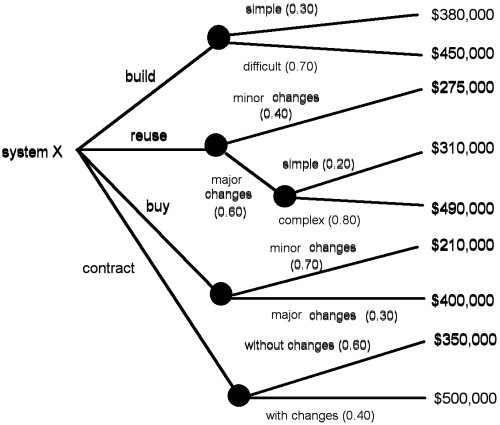 simple (0.30)
$380,000
$450,000
build
difficult (0.70)
$275,000
minor changes
(0.40)
reuse
system X
$310,000
simple (0.20)
major
changes
(0.60)
$490,000
complex (0.80)
buy
minor changes
(0.70)
$210,000
contract
$400,000
major changes (0.30)
$350,000
without changes (0.60)
$500,000
with changes (0.40)